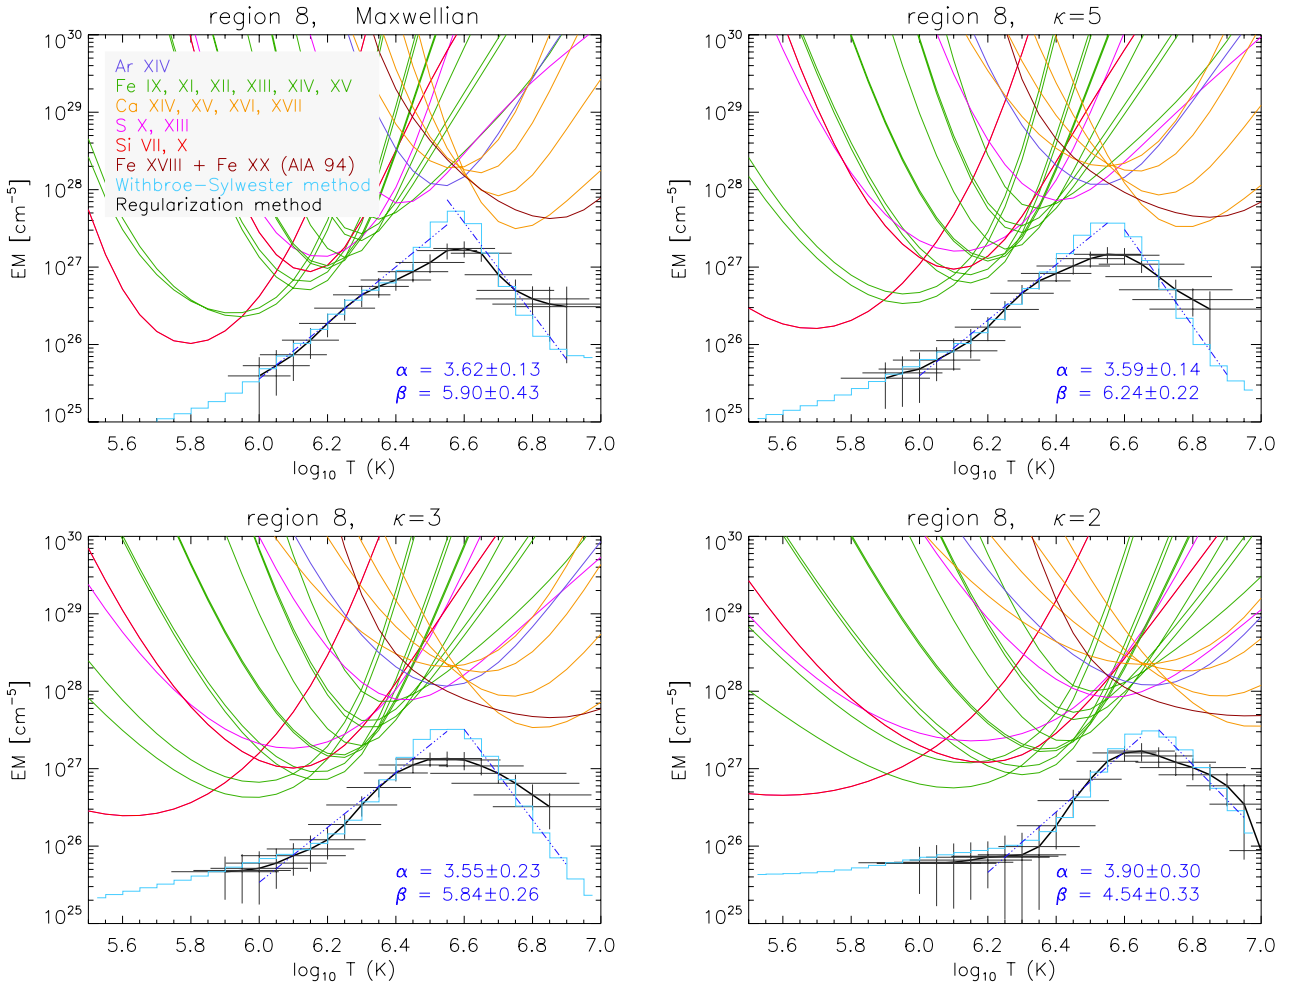 region 8, Maxwellian
10^30
10^29
10^28
10^27
10^26
10^25
EM [cm^-5]
Ar XIV
Fe IX, XI, XII, XIII, XIV, XV
Ca XIV, XV, XVI, XVII
S X, XIII
Si VII, X
Fe XVIII + Fe XX (AIA 94)
Withbroe-Sylwester method
Regularization method
α = 3.62±0.13
β = 5.90±0.43
5.6 5.8 6.0 6.2 6.4 6.6 6.8 7.0
log₁₀ T (K)
region 8, κ=5
10^30
10^29
10^28
10^27
10^26
10^25
EM [cm^-5]
α = 3.59±0.14
β = 6.24±0.22
5.6 5.8 6.0 6.2 6.4 6.6 6.8 7.0
log₁₀ T (K)
region 8, κ=3
10^30
10^29
10^28
10^27
10^26
10^25
EM [cm^-5]
α = 3.55±0.23
β = 5.84±0.26
5.6 5.8 6.0 6.2 6.4 6.6 6.8 7.0
log₁₀ T (K)
region 8, κ=2
10^30
10^29
10^28
10^27
10^26
10^25
EM [cm^-5]
α = 3.90±0.30
β = 4.54±0.33
5.6 5.8 6.0 6.2 6.4 6.6 6.8 7.0
log₁₀ T (K)